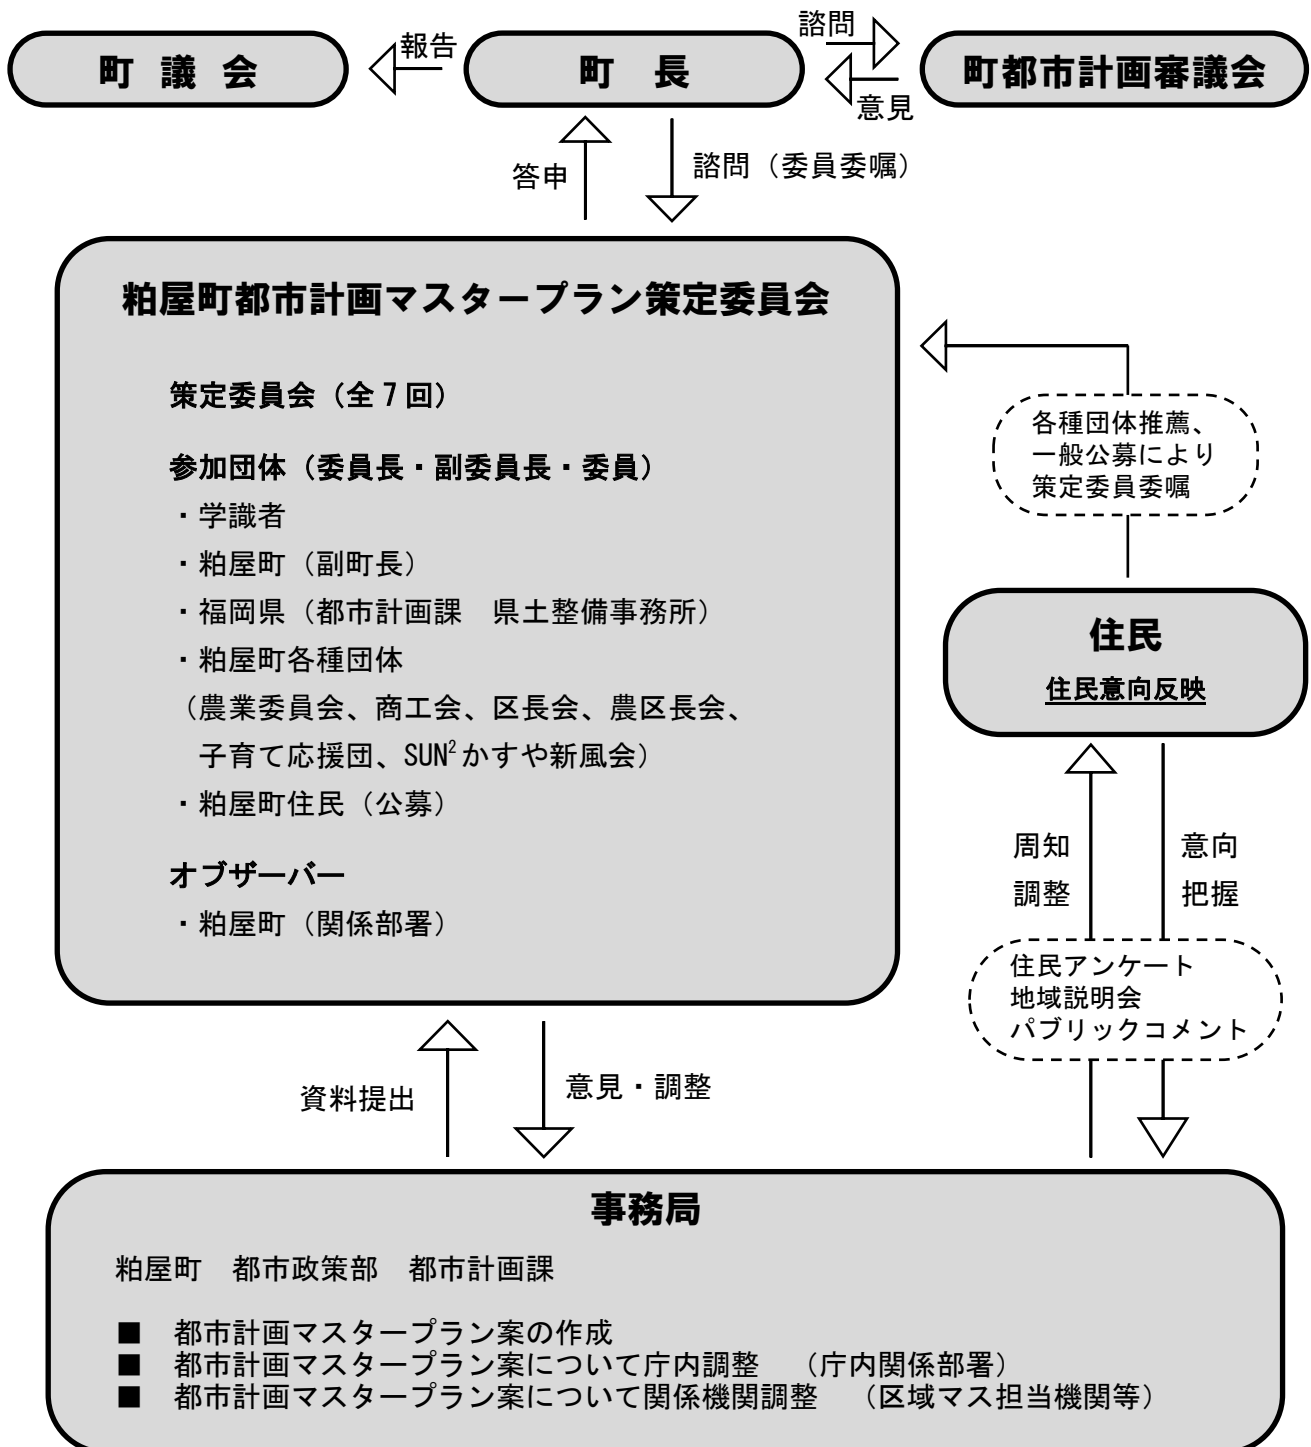 町議会
報告
町長
諮問
意見
町都市計画審議会
答申
諮問（委員委嘱）
粕屋町都市計画マスタープラン策定委員会
策定委員会（全７回）
参加団体（委員長・副委員長・委員）
・学識者
・粕屋町（副町長）
・福岡県（都市計画課　県土整備事務所）
・粕屋町各種団体
（農業委員会、商工会、区長会、農区長会、
子育て応援団、SUN²かすや新風会）
・粕屋町住民（公募）
オブザーバー
・粕屋町（関係部署）
各種団体推薦、
一般公募により
策定委員委嘱
住民
住民意向反映
周知
調整
意向
把握
住民アンケート
地域説明会
パブリックコメント
資料提出
意見・調整
事務局
粕屋町　都市政策部　都市計画課
■　都市計画マスタープラン案の作成
■　都市計画マスタープラン案について庁内調整　（庁内関係部署）
■　都市計画マスタープラン案について関係機関調整　（区域マス担当機関等）